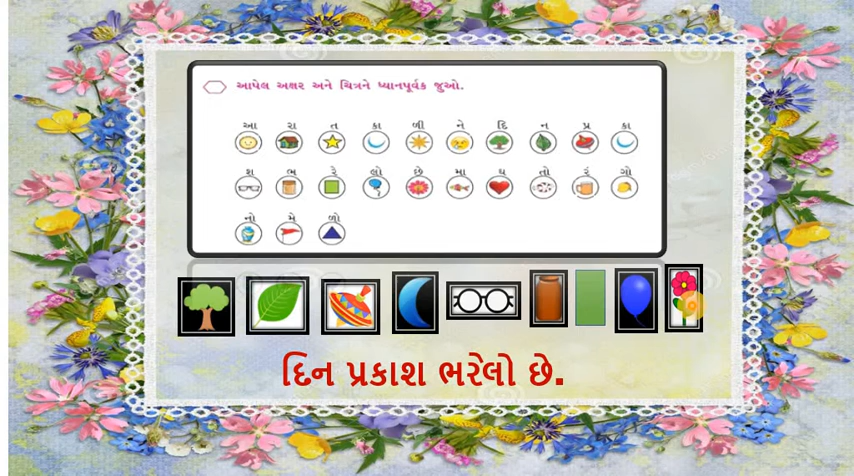 આપેલ અક્ષર અને ચિત્રને ધ્યાનપૂર્વક જુઓ.
આ રા ત કા ળી ને દિ ન પ્ર કા
શ ભ રે લો છે મા ઘ તો રં ગો
નો મે ળો
દિન પ્રકાશ ભરેલો છે.